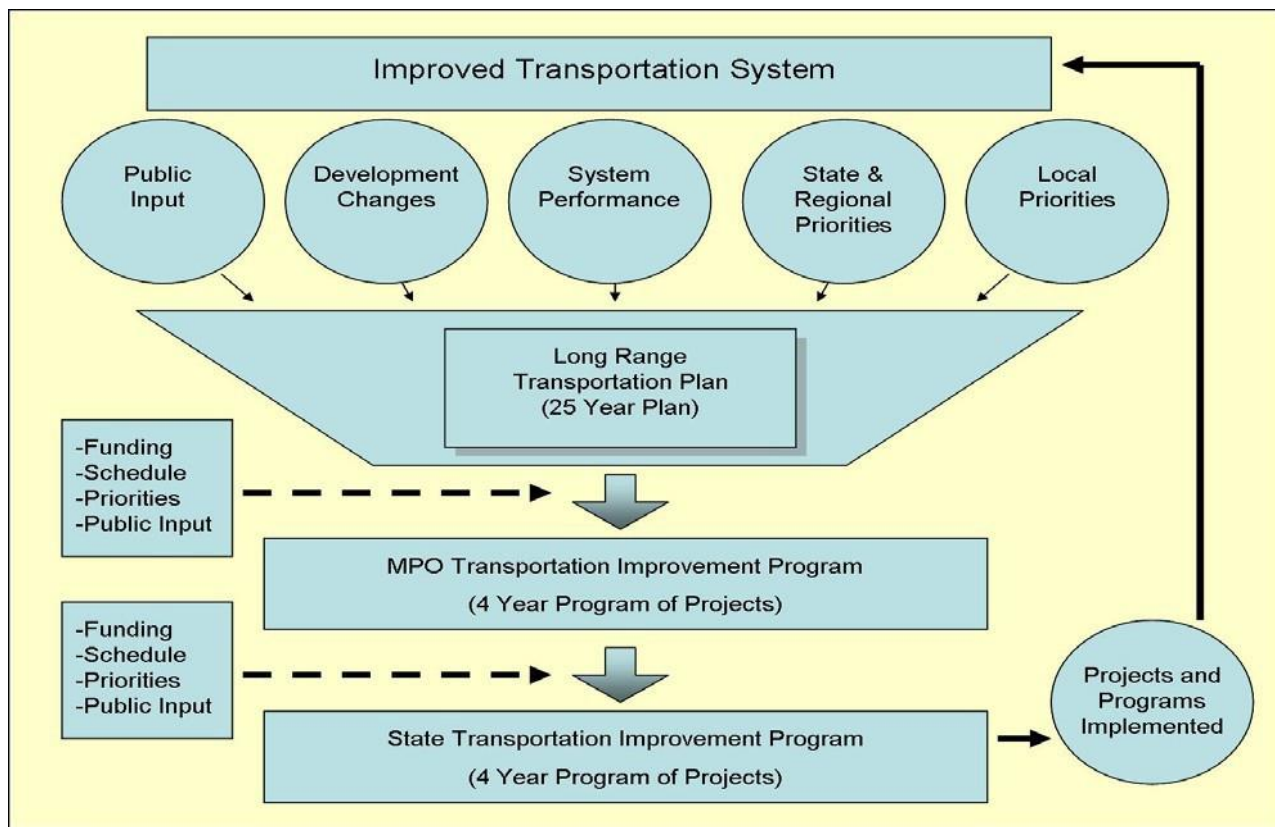 Improved Transportation System
Public
Input
Development
Changes
System
Performance
State &
Regional
Priorities
Local
Priorities
Long Range
Transportation Plan
(25 Year Plan)
-Funding
-Schedule
-Priorities
-Public Input
MPO Transportation Improvement Program
(4 Year Program of Projects)
-Funding
-Schedule
-Priorities
-Public Input
State Transportation Improvement Program
(4 Year Program of Projects)
Projects and
Programs
Implemented